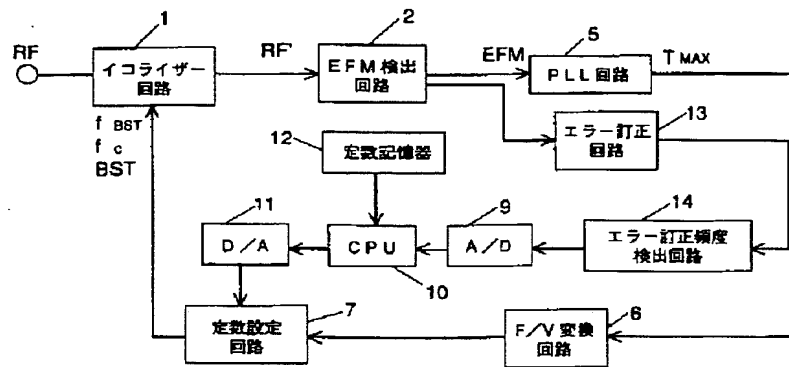 1
2
5
RF
イコライザー
回路
RF'
EFM検出
回路
EFM
PLL回路
T MAX
13
エラー訂正
回路
f BST
f c
BST
12
定数記憶器
11
D/A
CPU
10
9
A/D
14
エラー訂正頻度
検出回路
7
定数設定
回路
6
F/V変換
回路